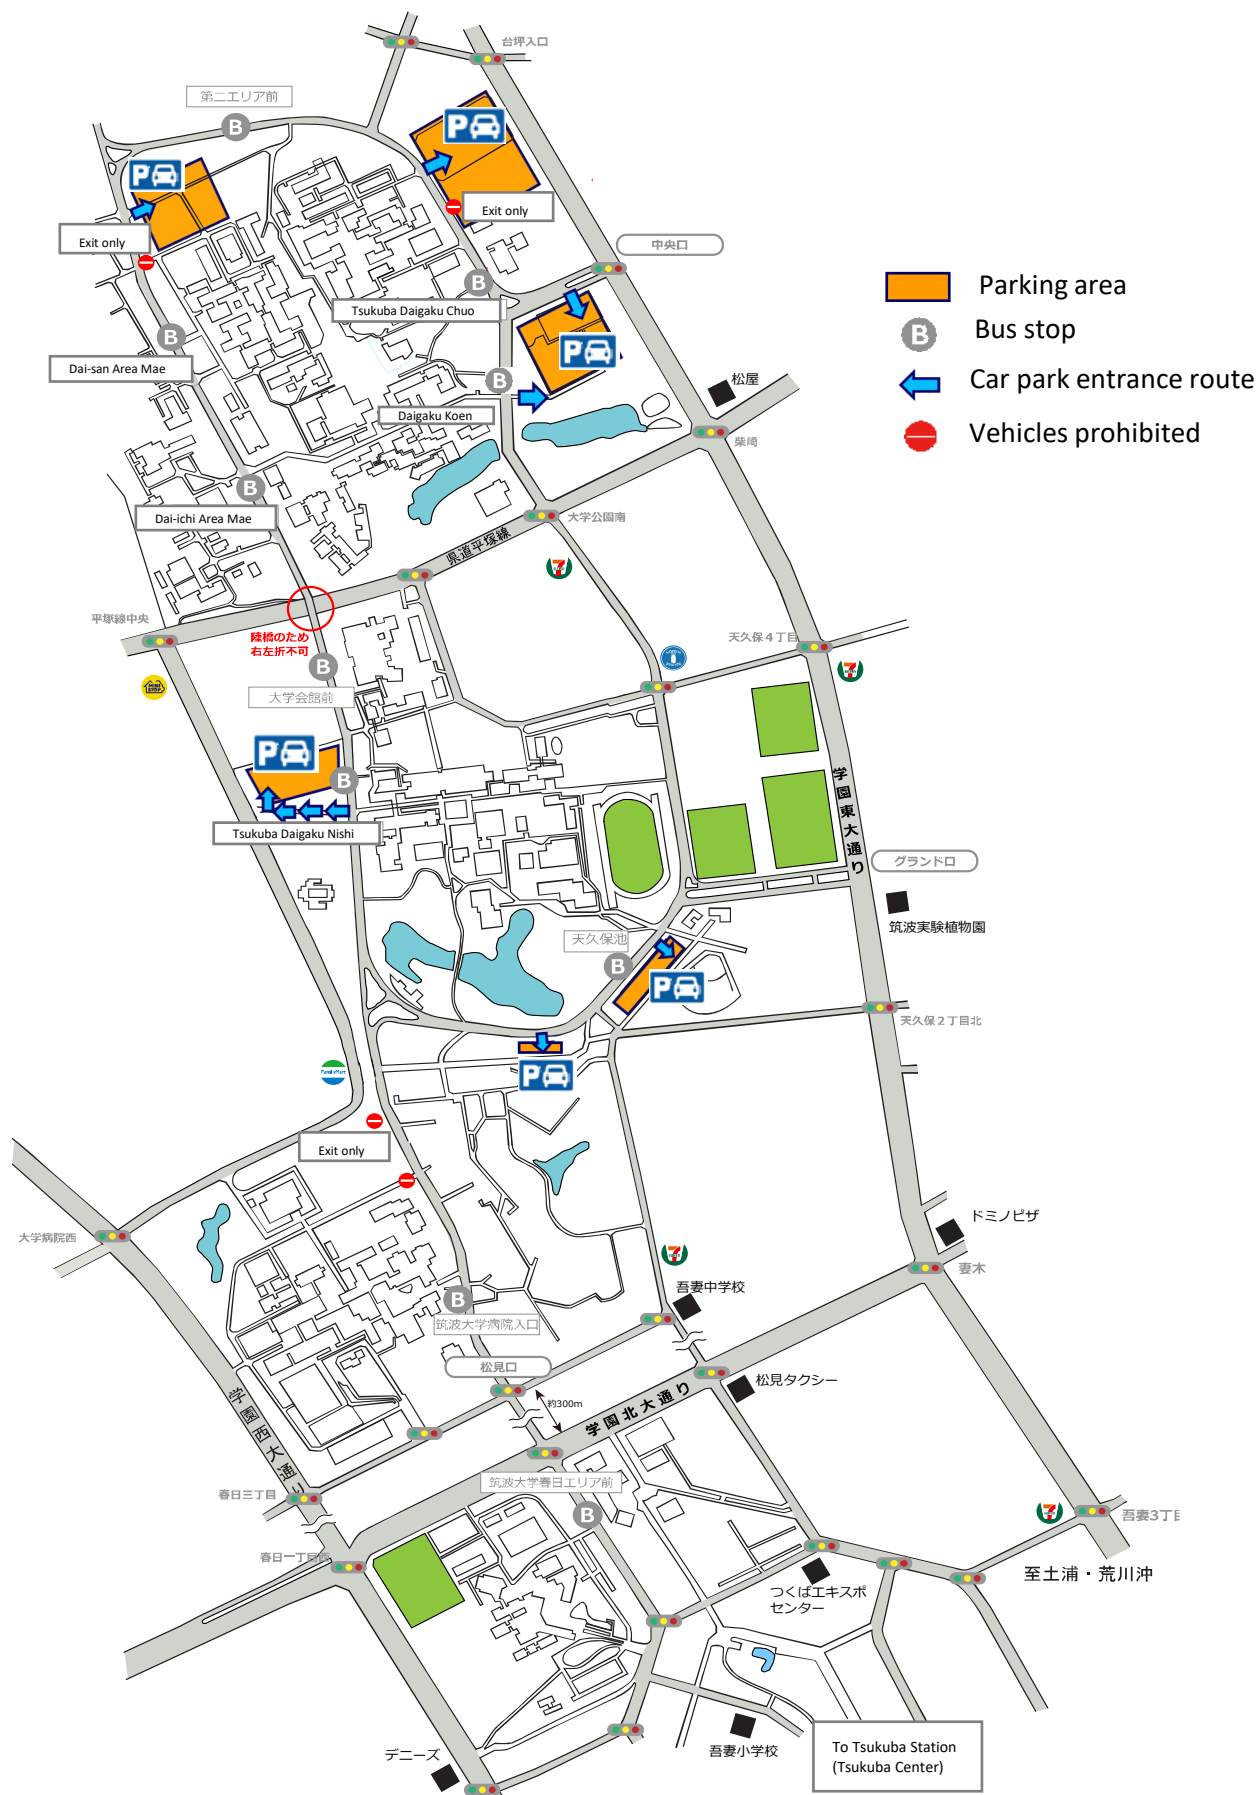 台坪入口
第二エリア前
B
P
P
Exit only
Exit only
中央口
B
Tsukuba Daigaku Chuo
Parking area
B
Bus stop
Car park entrance route
Vehicles prohibited
B
Dai-san Area Mae
P
B
Daigaku Koen
松屋
柴崎
B
Dai-ichi Area Mae
大学公園南
県道平塚線
7
平塚線中央
陸橋のため
右左折不可
B
大学会館前
天久保4丁目
7
P
B
Tsukuba Daigaku Nishi
学園東大通り
グランド口
筑波実験植物園
天久保池
B
P
天久保2丁目北
P
FamilyMart
Exit only
大学病院西
ドミノピザ
妻木
7
吾妻中学校
B
筑波大学病院入口
松見口
約300m
松見タクシー
学園北大通り
学園西大通り
筑波大学春日エリア前
B
春日三丁目
7
吾妻3丁目
春日一丁目西
つくばエキスポ
センター
至土浦・荒川沖
吾妻小学校
デニーズ
To Tsukuba Station
(Tsukuba Center)